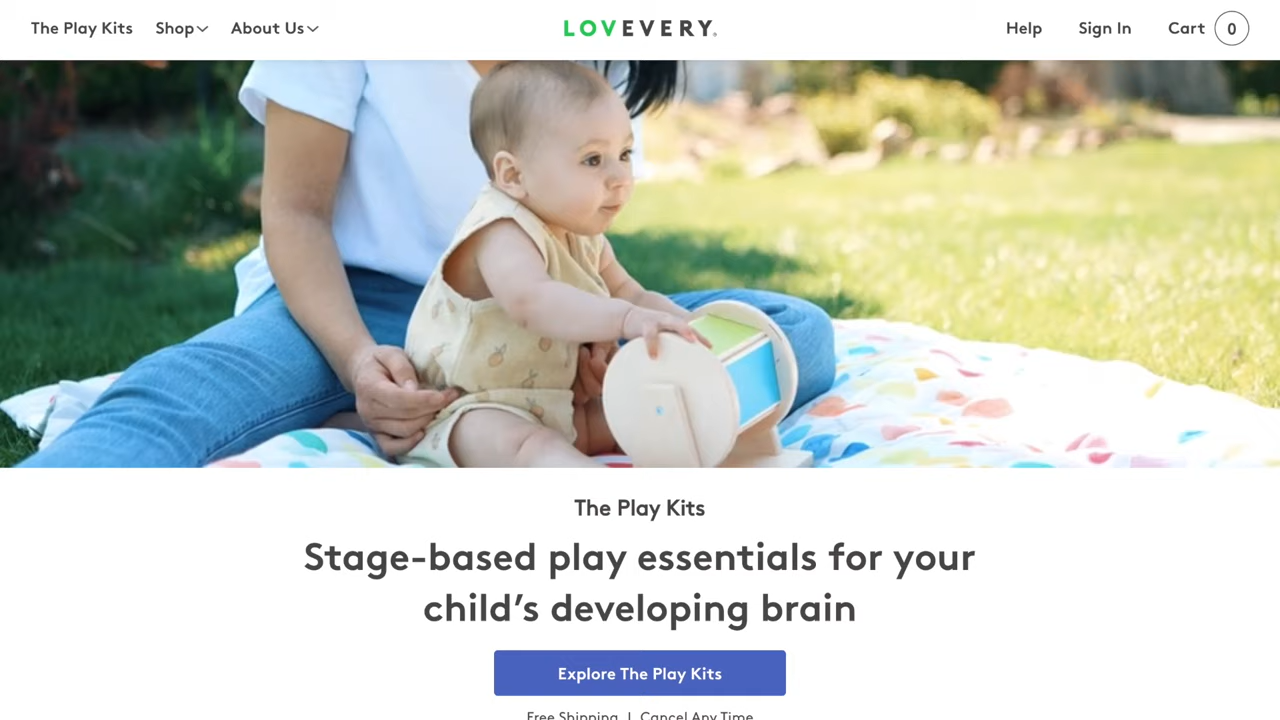 The Play Kits
Shop
About Us
LOVEVERY
Help
Sign In
Cart
0
The Play Kits
Stage-based play essentials for your
child’s developing brain
Explore The Play Kits
Free Shipping | Cancel Any Time